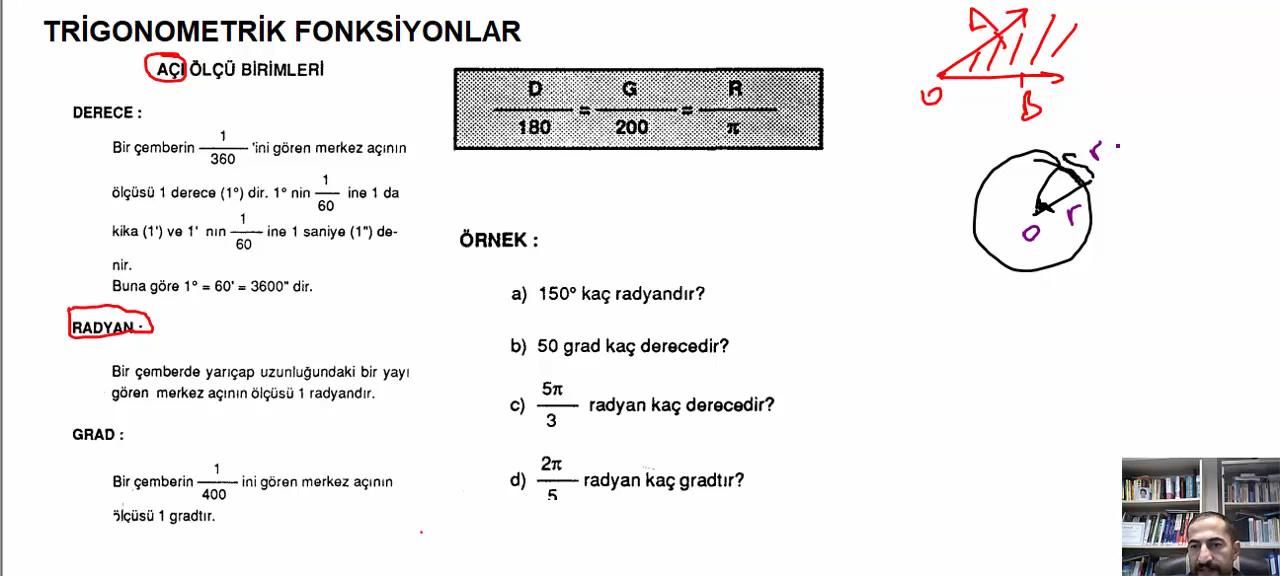 TRİGONOMETRİK FONKSİYONLAR
AÇI ÖLÇÜ BİRİMLERİ
DERECE :
Bir çemberin 1/360 'ini gören merkez açının
ölçüsü 1 derece (1°) dir. 1° nin 1/60 ine 1 da
kika (1') ve 1' nın 1/60 ine 1 saniye (1") de-
nir.
Buna göre 1° = 60' = 3600" dir.
RADYAN :
Bir çemberde yarıçap uzunluğundaki bir yayı
gören merkez açının ölçüsü 1 radyandır.
GRAD :
Bir çemberin 1/400 ini gören merkez açının
ölçüsü 1 gradtır.
D/180 = G/200 = R/π
ÖRNEK :
a) 150° kaç radyandır?
b) 50 grad kaç derecedir?
c) 5π/3 radyan kaç derecedir?
d) 2π/5 radyan kaç gradtır?
O
B
r
r
O